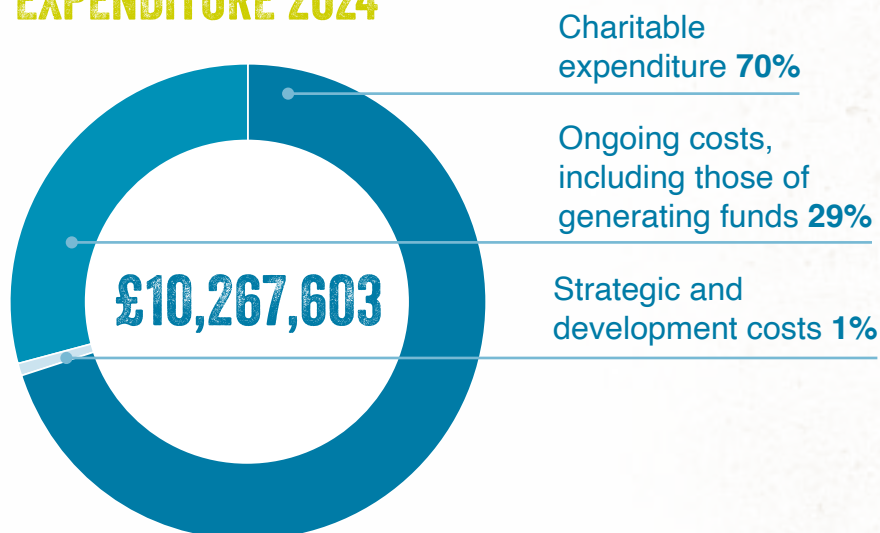 EXPENDITURE 2024
Charitable
expenditure 70%
Ongoing costs,
including those of
generating funds 29%
£10,267,603
Strategic and
development costs 1%